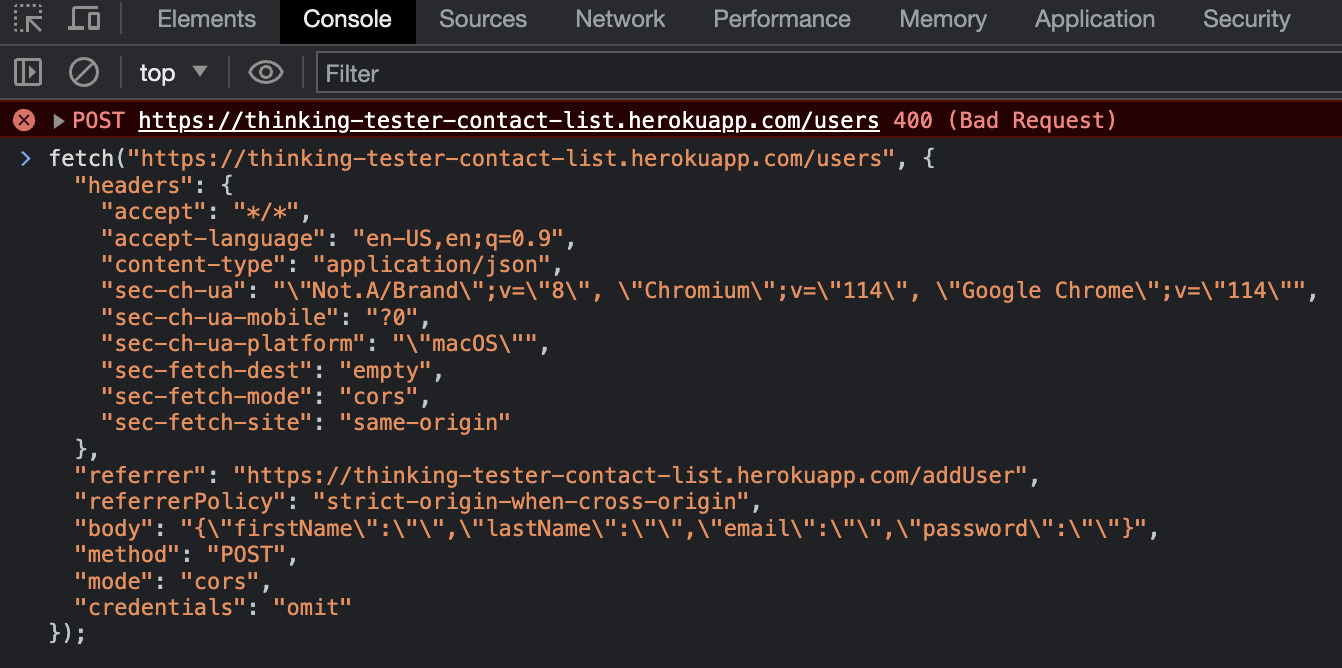 Elements Console Sources Network Performance Memory Application Security
top Filter
POST https://thinking-tester-contact-list.herokuapp.com/users 400 (Bad Request)
> fetch("https://thinking-tester-contact-list.herokuapp.com/users", {
  "headers": {
    "accept": "*/*",
    "accept-language": "en-US,en;q=0.9",
    "content-type": "application/json",
    "sec-ch-ua": "\"Not.A/Brand\";v=\"8\", \"Chromium\";v=\"114\", \"Google Chrome\";v=\"114\"",
    "sec-ch-ua-mobile": "?0",
    "sec-ch-ua-platform": "\"macOS\"",
    "sec-fetch-dest": "empty",
    "sec-fetch-mode": "cors",
    "sec-fetch-site": "same-origin"
  },
  "referrer": "https://thinking-tester-contact-list.herokuapp.com/addUser",
  "referrerPolicy": "strict-origin-when-cross-origin",
  "body": "{\"firstName\":\"\",\"lastName\":\"\",\"email\":\"\",\"password\":\"\"}",
  "method": "POST",
  "mode": "cors",
  "credentials": "omit"
});